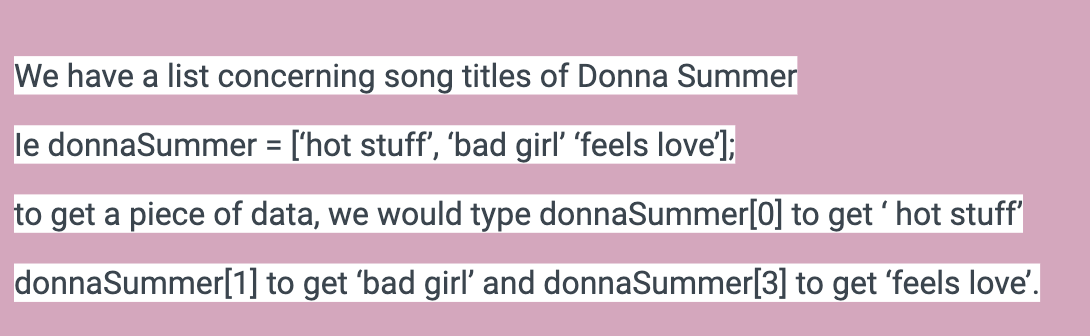 We have a list concerning song titles of Donna Summer
Ie donnaSummer = [‘hot stuff’, ‘bad girl’ ‘feels love’];
to get a piece of data, we would type donnaSummer[0] to get ‘ hot stuff’
donnaSummer[1] to get ‘bad girl’ and donnaSummer[3] to get ‘feels love’.